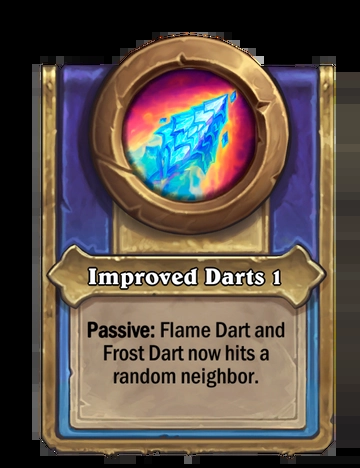 Improved Darts 1
Passive: Flame Dart and
Frost Dart now hits a
random neighbor.